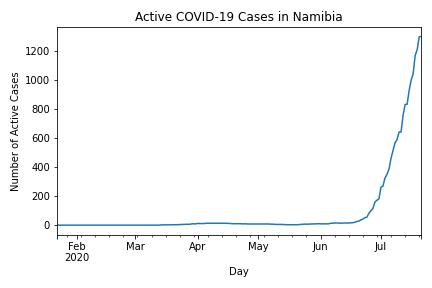 Active COVID-19 Cases in Namibia
Number of Active Cases
1200
1000
800
600
400
200
0
Feb
2020
Mar
Apr
May
Jun
Jul
Day